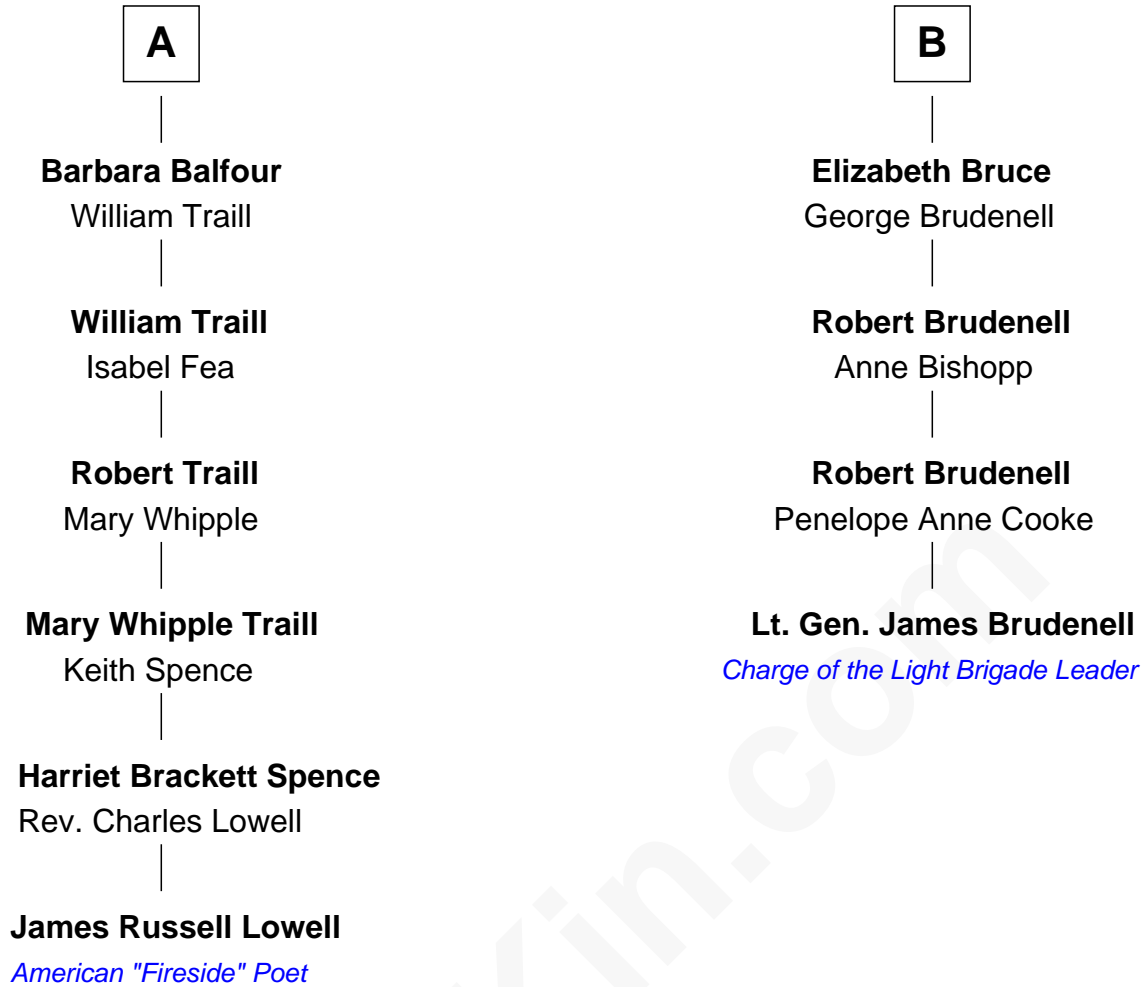 A
Barbara Balfour
William Traill
William Traill
Isabel Fea
Robert Traill
Mary Whipple
Mary Whipple Traill
Keith Spence
Harriet Brackett Spence
Rev. Charles Lowell
James Russell Lowell
American "Fireside" Poet
B
Elizabeth Bruce
George Brudenell
Robert Brudenell
Anne Bishopp
Robert Brudenell
Penelope Anne Cooke
Lt. Gen. James Brudenell
Charge of the Light Brigade Leader